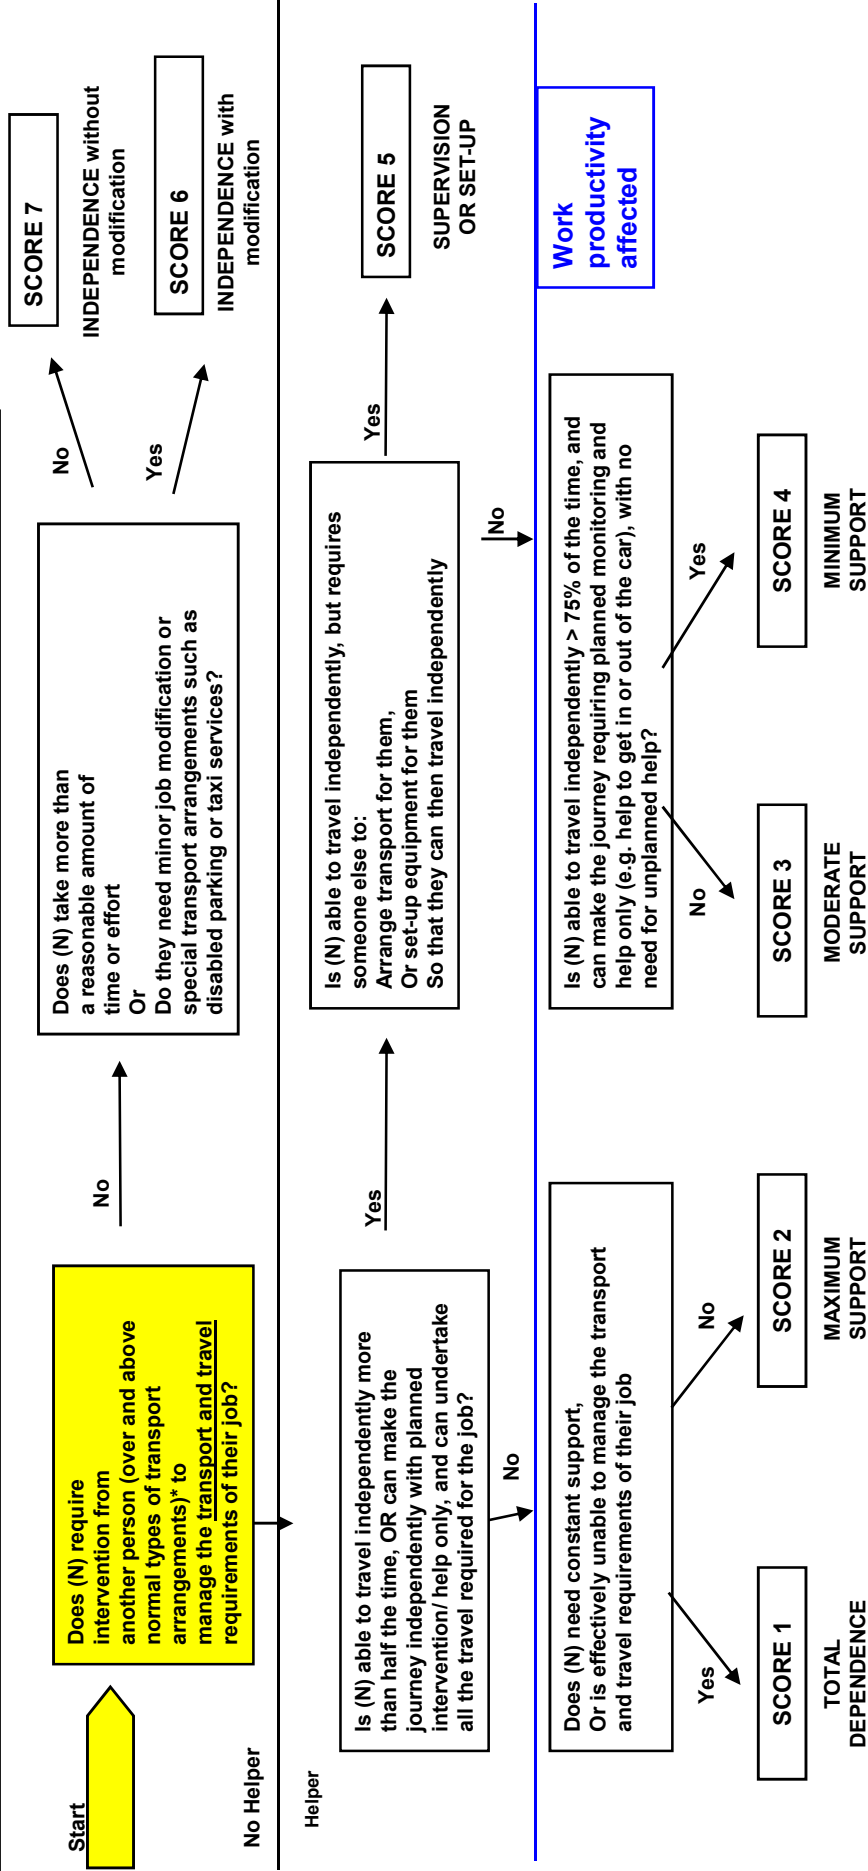 Start
Does (N) require
intervention from
another person (over and above
normal types of transport
arrangements)* to
manage the transport and travel
requirements of their job?
No
Does (N) take more than
a reasonable amount of
time or effort
Or
Do they need minor job modification or
special transport arrangements such as
disabled parking or taxi services?
No
SCORE 7
INDEPENDENCE without
modification
Yes
SCORE 6
INDEPENDENCE with
modification
No Helper
Helper
Is (N) able to travel independently more
than half the time, OR can make the
journey independently with planned
intervention/ help only, and can undertake
all the travel required for the job?
Yes
Is (N) able to travel independently, but requires
someone else to:
Arrange transport for them,
Or set-up equipment for them
So that they can then travel independently
Yes
SCORE 5
SUPERVISION
OR SET-UP
No
No
Work
productivity
affected
Does (N) need constant support,
Or is effectively unable to manage the transport
and travel requirements of their job
Yes
No
SCORE 1
TOTAL
DEPENDENCE
SCORE 2
MAXIMUM
SUPPORT
Is (N) able to travel independently > 75% of the time, and
can make the journey requiring planned monitoring and
help only (e.g. help to get in or out of the car), with no
need for unplanned help?
No
Yes
SCORE 3
MODERATE
SUPPORT
SCORE 4
MINIMUM
SUPPORT